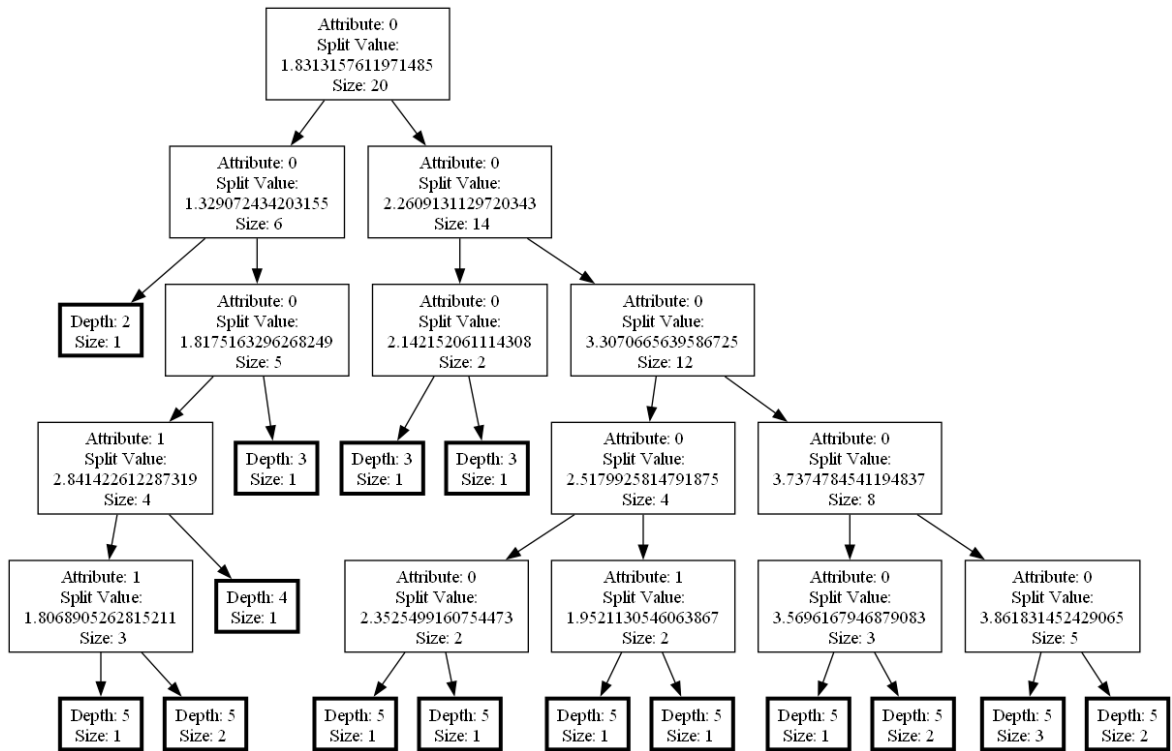 Attribute: 0
Split Value:
1.8313157611971485
Size: 20
Attribute: 0
Split Value:
1.329072434203155
Size: 6
Attribute: 0
Split Value:
2.2609131129720343
Size: 14
Depth: 2
Size: 1
Attribute: 0
Split Value:
1.8175163296268249
Size: 5
Attribute: 0
Split Value:
2.142152061114308
Size: 2
Attribute: 0
Split Value:
3.3070665639586725
Size: 12
Attribute: 1
Split Value:
2.841422612287319
Size: 4
Depth: 3
Size: 1
Depth: 3
Size: 1
Depth: 3
Size: 1
Attribute: 0
Split Value:
2.5179925814791875
Size: 4
Attribute: 0
Split Value:
3.7374784541194837
Size: 8
Attribute: 1
Split Value:
1.8068905262815211
Size: 3
Depth: 4
Size: 1
Attribute: 0
Split Value:
2.3525499160754473
Size: 2
Attribute: 1
Split Value:
1.9521130546063867
Size: 2
Attribute: 0
Split Value:
3.5696167946879083
Size: 3
Attribute: 0
Split Value:
3.861831452429065
Size: 5
Depth: 5
Size: 1
Depth: 5
Size: 2
Depth: 5
Size: 1
Depth: 5
Size: 1
Depth: 5
Size: 1
Depth: 5
Size: 1
Depth: 5
Size: 1
Depth: 5
Size: 2
Depth: 5
Size: 3
Depth: 5
Size: 2